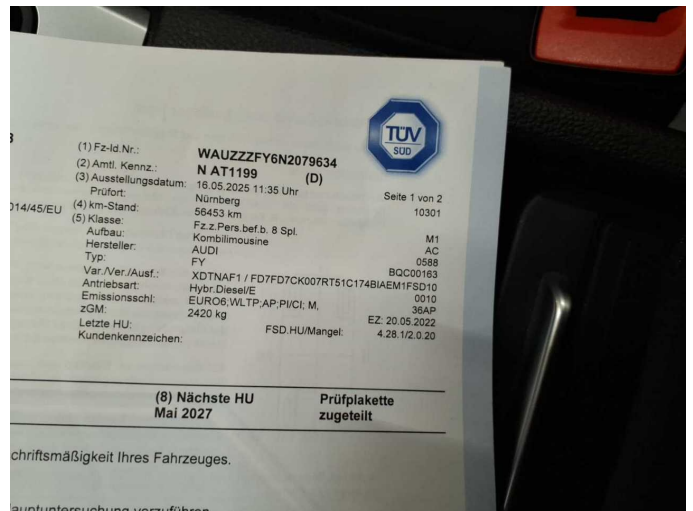 TÜV
SÜD
(1) Fz-Id.Nr.: WAUZZZFY6N2079634
(2) Amtl. Kennz.: N AT1199 (D)
(3) Ausstellungsdatum: 16.05.2025 11:35 Uhr Seite 1 von 2
Prüfort: Nürnberg 10301
014/45/EU (4) km-Stand: 56453 km
(5) Klasse: Fz.z.Pers.bef.b. 8 Spl. M1
Aufbau: Kombilimousine AC
Hersteller: AUDI 0588
Typ: FY BQC00163
Var./Ver./Ausf.: XDTNAF1 / FD7FD7CK007RT51C174BIAEM1FSD10
Antriebsart: Hybr.Diesel/E 0010
Emissionsschl: EURO6;WLTP;AP;PI/CI; M, 36AP
zGM: 2420 kg EZ: 20.05.2022
Letzte HU: FSD.HU/Mangel: 4.28.1/2.0.20
Kundenkennzeichen:
(8) Nächste HU Prüfplakette
Mai 2027 zugeteilt
chriftsmäßigkeit Ihres Fahrzeuges.